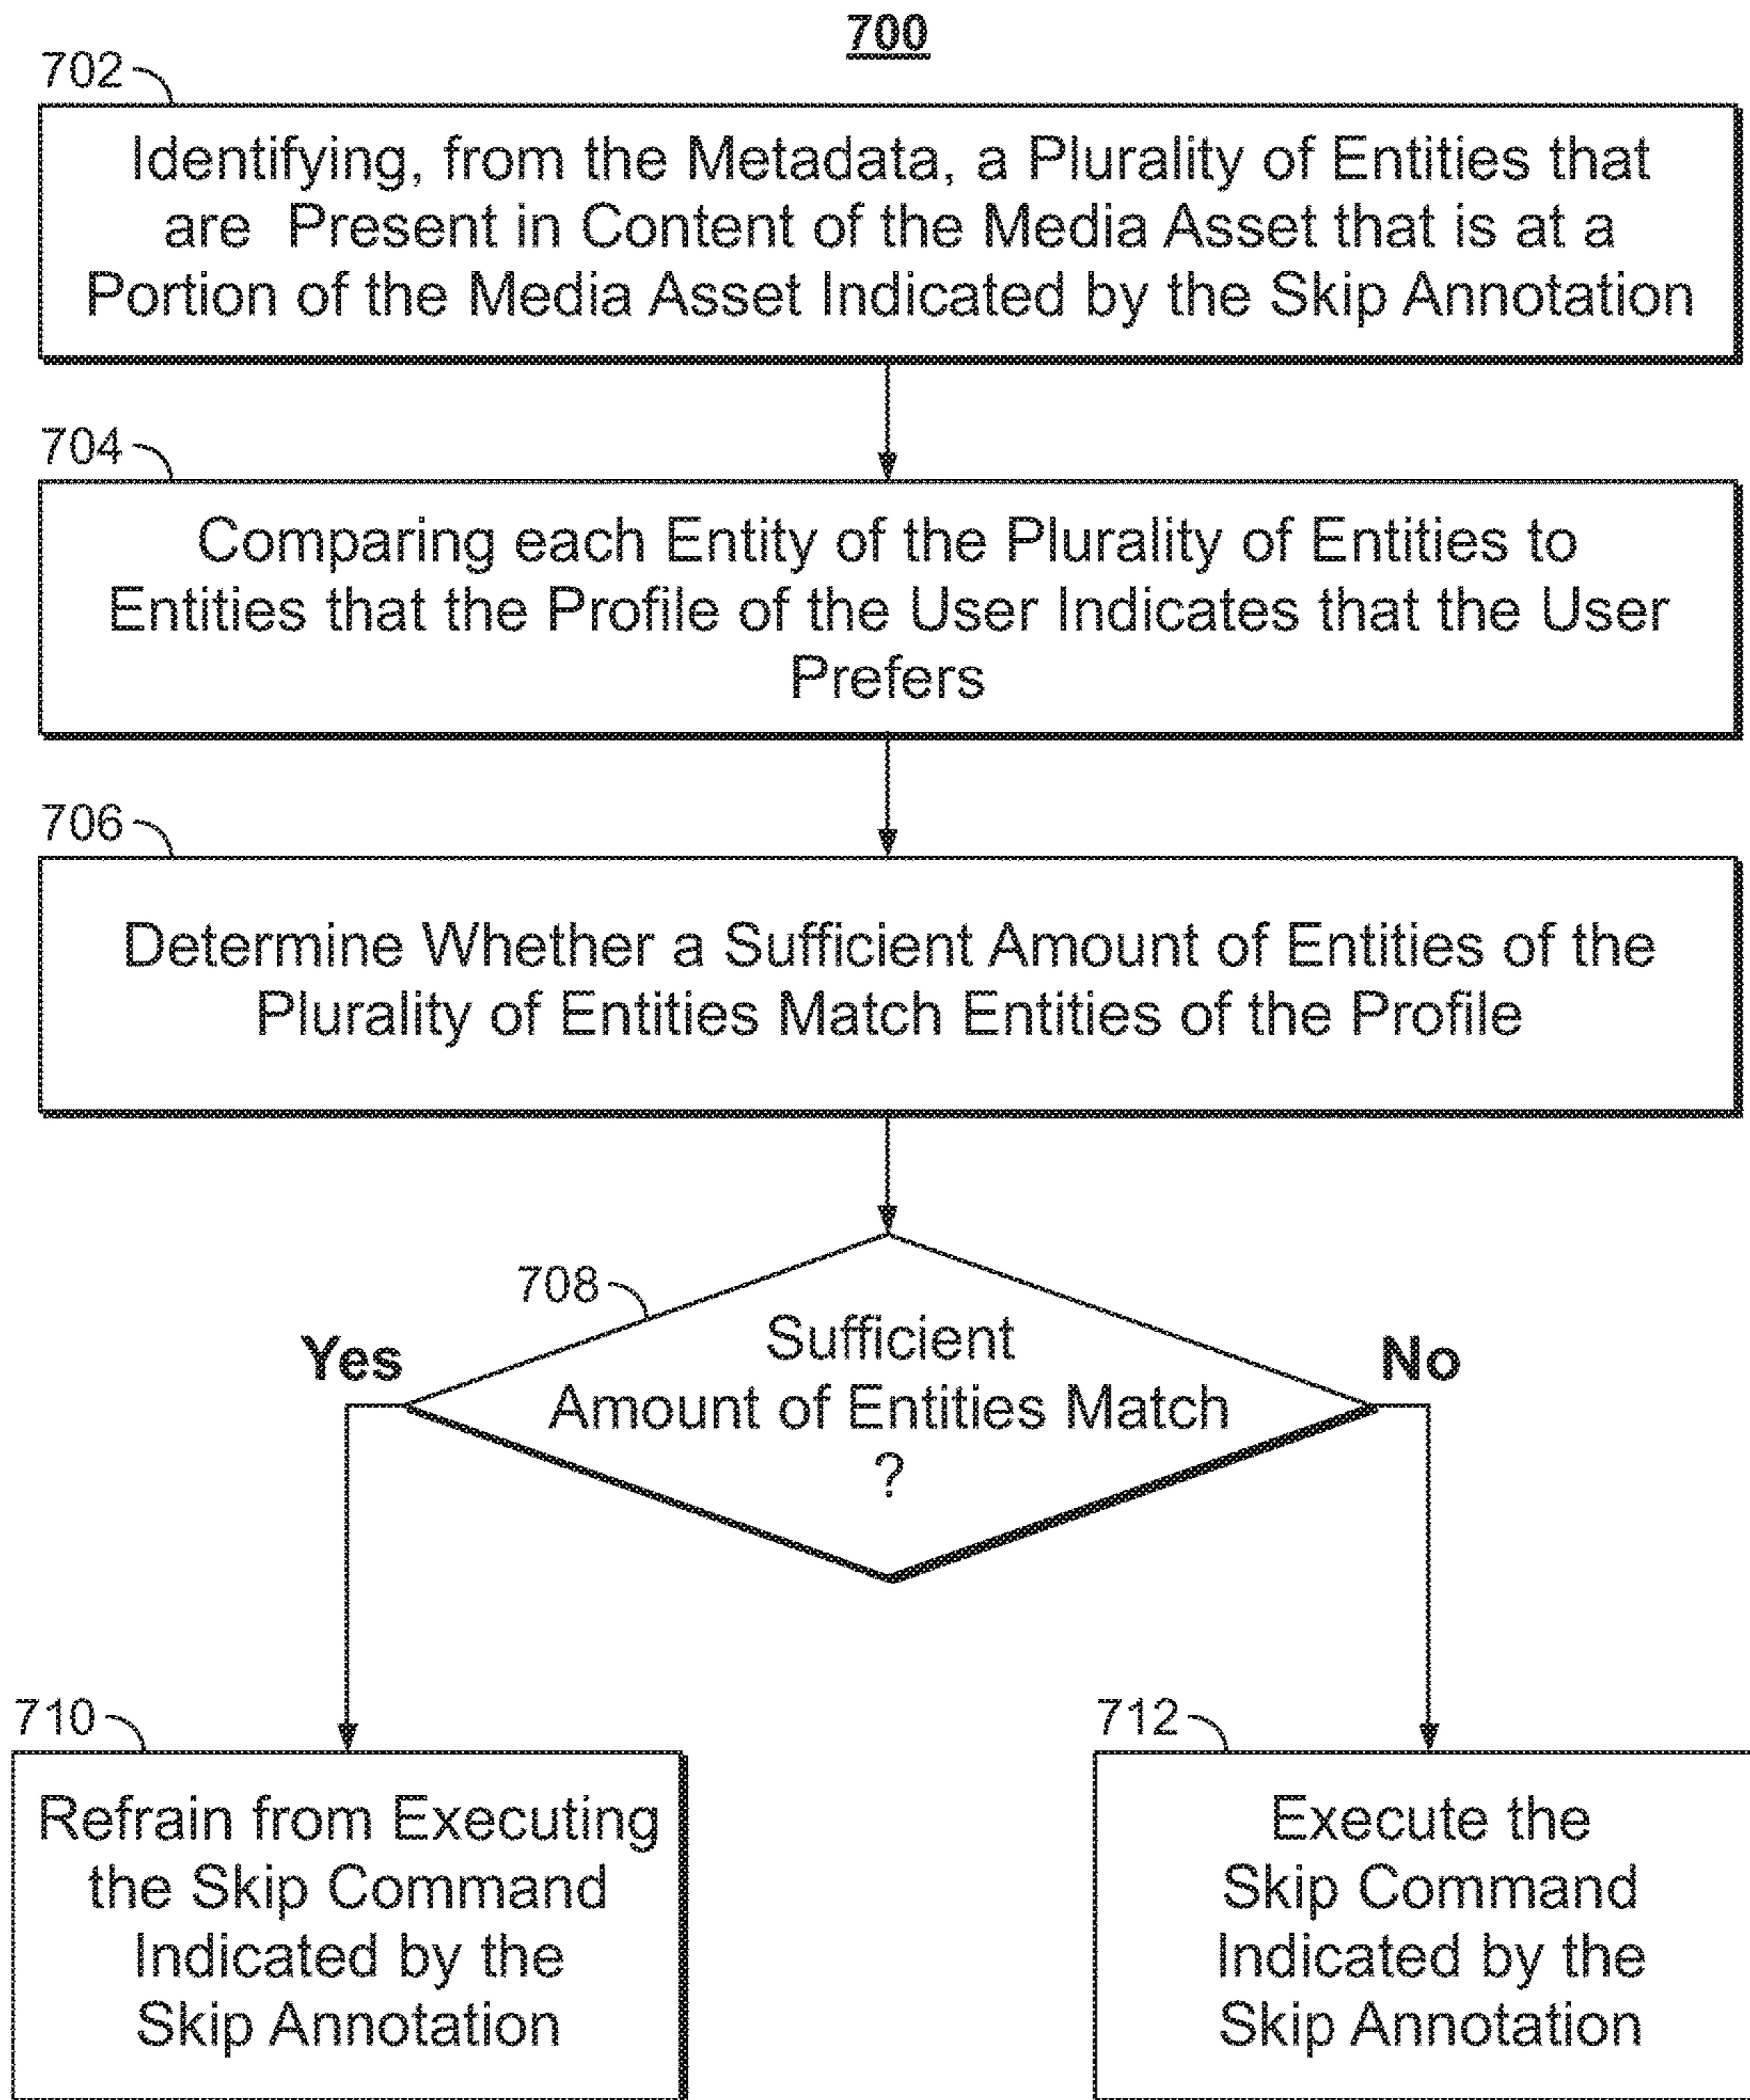 700
702
Identifying, from the Metadata, a Plurality of Entities that
are Present in Content of the Media Asset that is at a
Portion of the Media Asset Indicated by the Skip Annotation
704
Comparing each Entity of the Plurality of Entities to
Entities that the Profile of the User Indicates that the User
Prefers
706
Determine Whether a Sufficient Amount of Entities of the
Plurality of Entities Match Entities of the Profile
708
Sufficient
Amount of Entities Match
?
Yes
No
710
Refrain from Executing
the Skip Command
Indicated by the
Skip Annotation
712
Execute the
Skip Command
Indicated by the
Skip Annotation